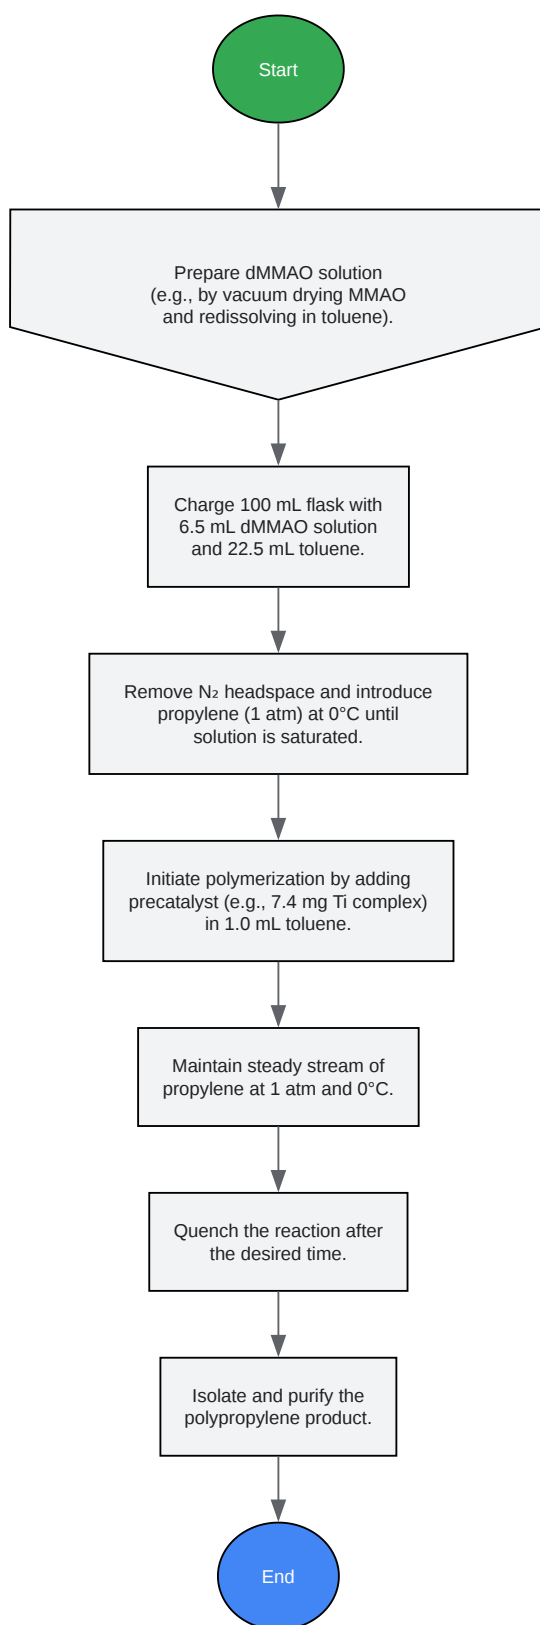 Start
Prepare dMMAO solution
(e.g., by vacuum drying MMAO
and redissolving in toluene).
Charge 100 mL flask with
6.5 mL dMMAO solution
and 22.5 mL toluene.
Remove N₂ headspace and introduce
propylene (1 atm) at 0°C until
solution is saturated.
Initiate polymerization by adding
precatalyst (e.g., 7.4 mg Ti complex)
in 1.0 mL toluene.
Maintain steady stream of
propylene at 1 atm and 0°C.
Quench the reaction after
the desired time.
Isolate and purify the
polypropylene product.
End